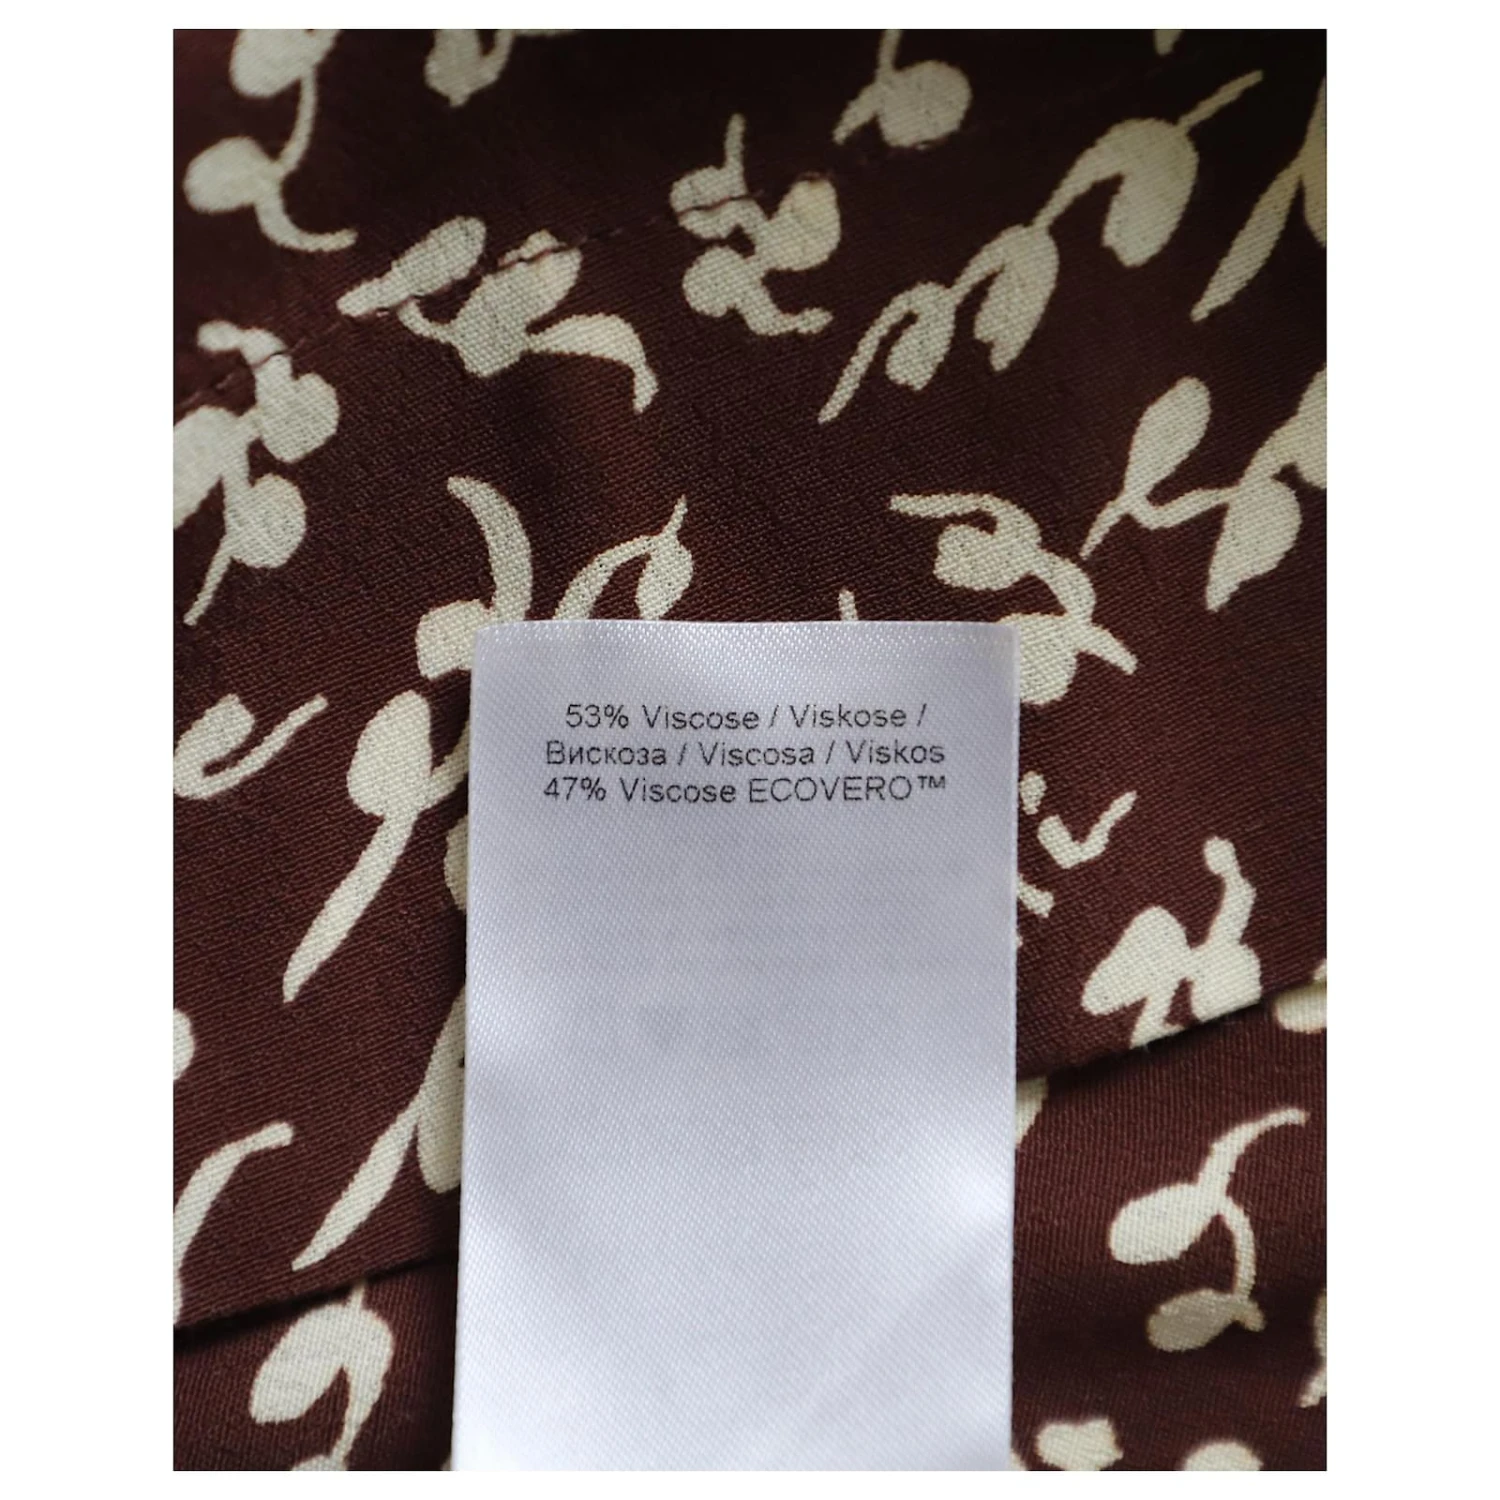 53% Viscose / Viskose /
Вискоза / Viscosa / Viskos
47% Viscose ECOVERO™